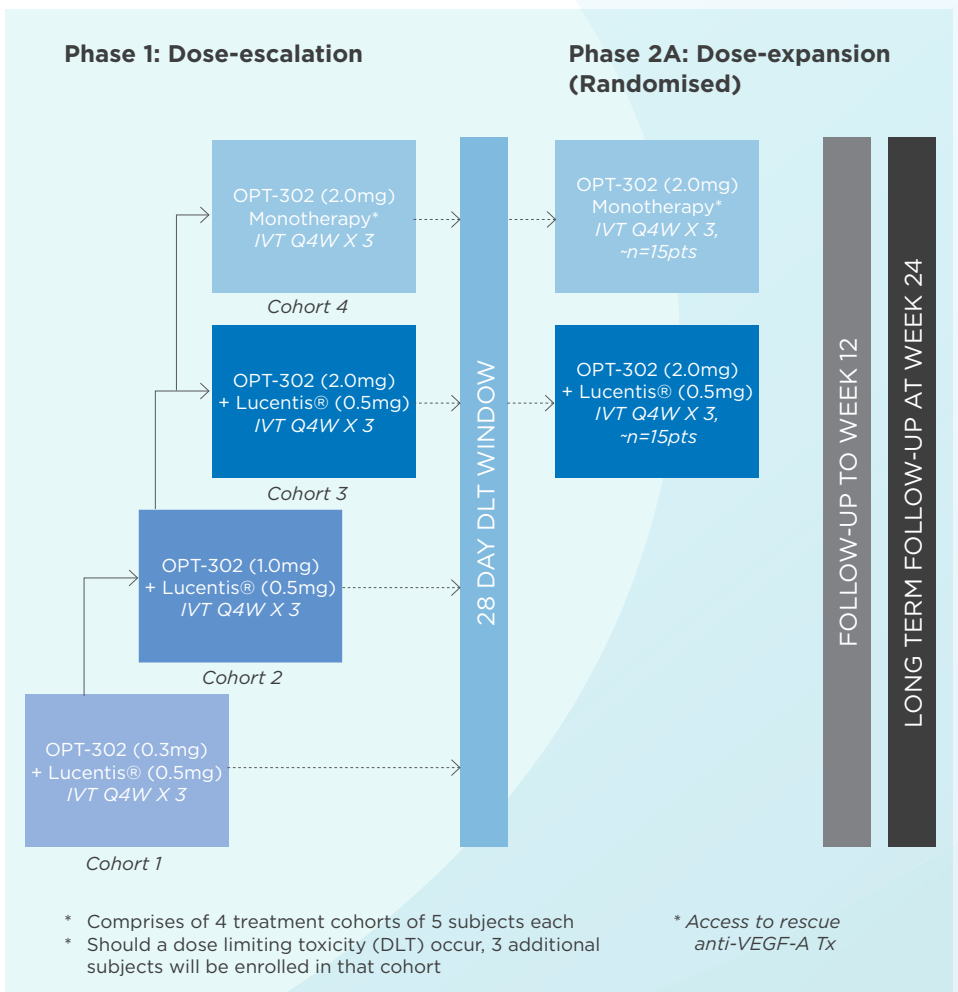 Phase 1: Dose-escalation
Phase 2A: Dose-expansion
(Randomised)
OPT-302 (2.0mg)
Monotherapy*
IVT Q4W X 3
Cohort 4
OPT-302 (2.0mg)
+ Lucentis® (0.5mg)
IVT Q4W X 3
Cohort 3
OPT-302 (1.0mg)
+ Lucentis® (0.5mg)
IVT Q4W X 3
Cohort 2
OPT-302 (0.3mg)
+ Lucentis® (0.5mg)
IVT Q4W X 3
Cohort 1
28 DAY DLT WINDOW
OPT-302 (2.0mg)
Monotherapy*
IVT Q4W X 3,
~n=15pts
OPT-302 (2.0mg)
+ Lucentis® (0.5mg)
IVT Q4W X 3,
~n=15pts
FOLLOW-UP TO WEEK 12
LONG TERM FOLLOW-UP AT WEEK 24
* Comprises of 4 treatment cohorts of 5 subjects each
* Should a dose limiting toxicity (DLT) occur, 3 additional
subjects will be enrolled in that cohort
* Access to rescue
anti-VEGF-A Tx